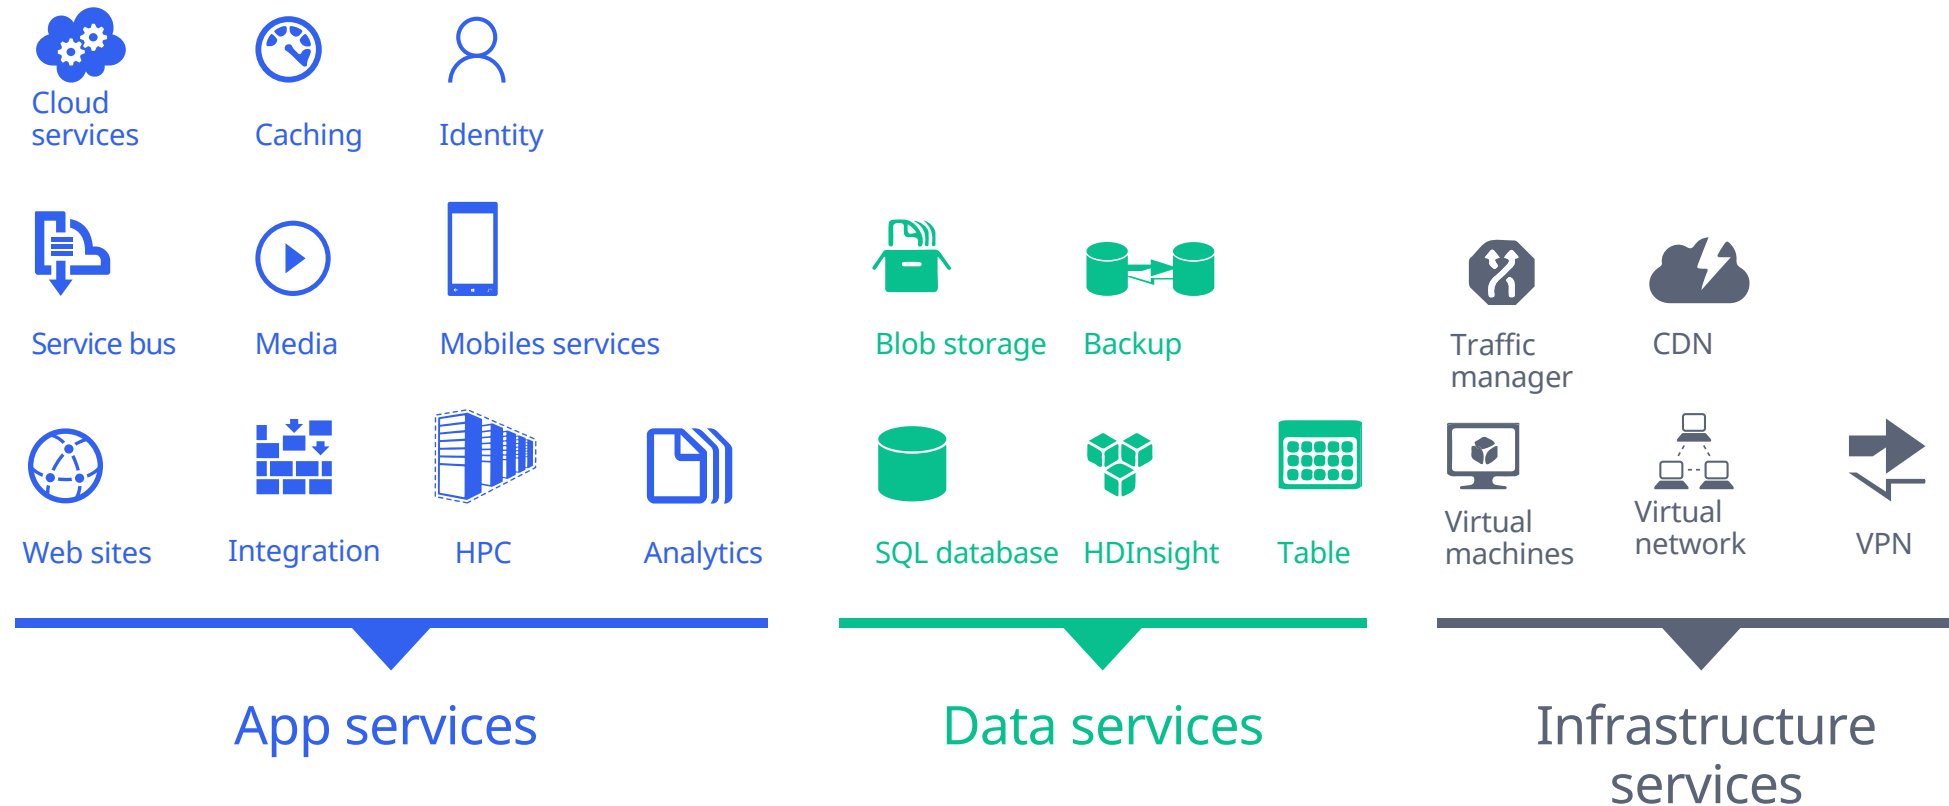 Cloud
services
Caching
Identity
Service bus
Media
Mobiles services
Web sites
Integration
HPC
Analytics
App services
Blob storage
Backup
SQL database
HDInsight
Table
Data services
Traffic
manager
CDN
Virtual
machines
Virtual
network
VPN
Infrastructure
services